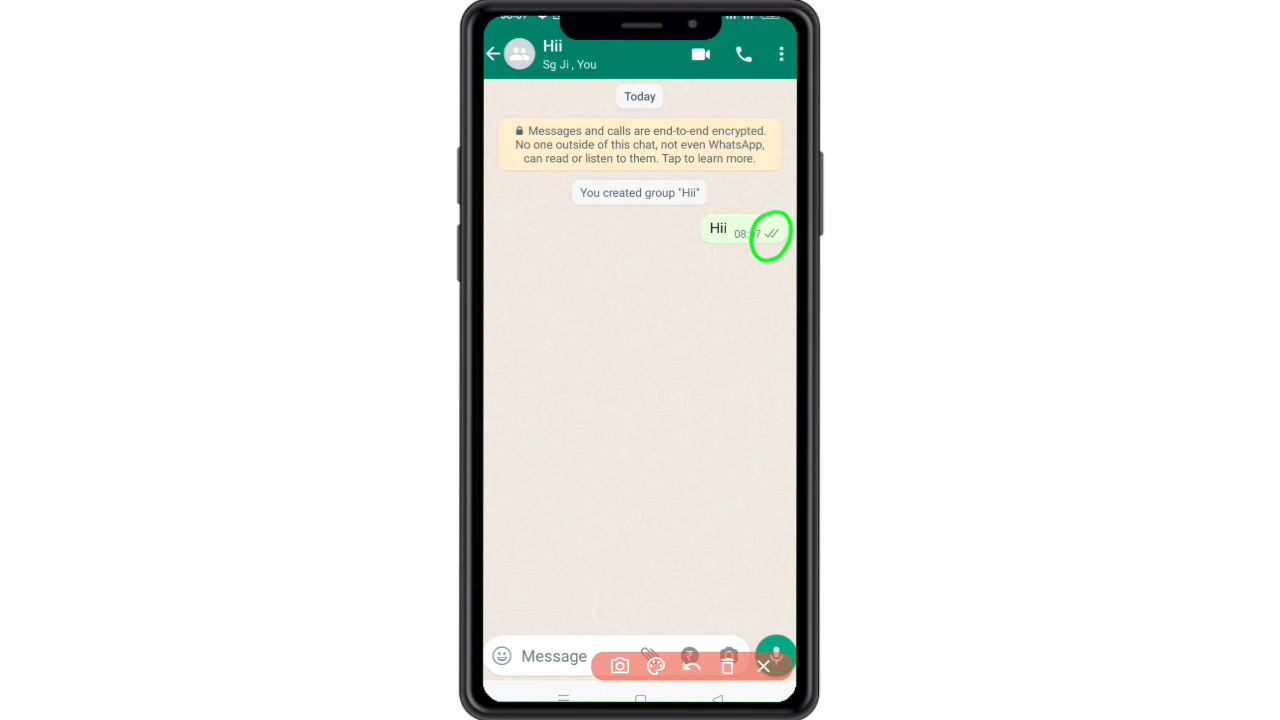 Hii
Sg Ji , You
Today
Messages and calls are end-to-end encrypted.
No one outside of this chat, not even WhatsApp,
can read or listen to them. Tap to learn more.
You created group "Hii"
Hii
Message